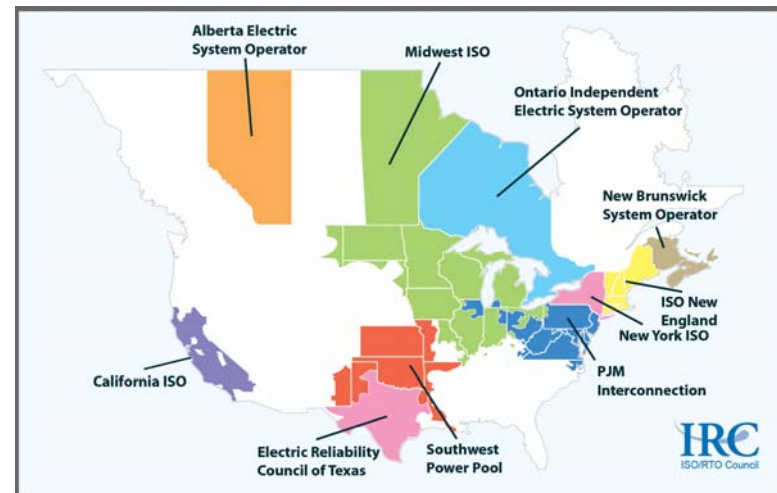 Alberta Electric
System Operator
Midwest ISO
Ontario Independent
Electric System Operator
New Brunswick
System Operator
ISO New
England
New York ISO
PJM
Interconnection
California ISO
Electric Reliability
Council of Texas
Southwest
Power Pool
IRC
ISO/RTO Council